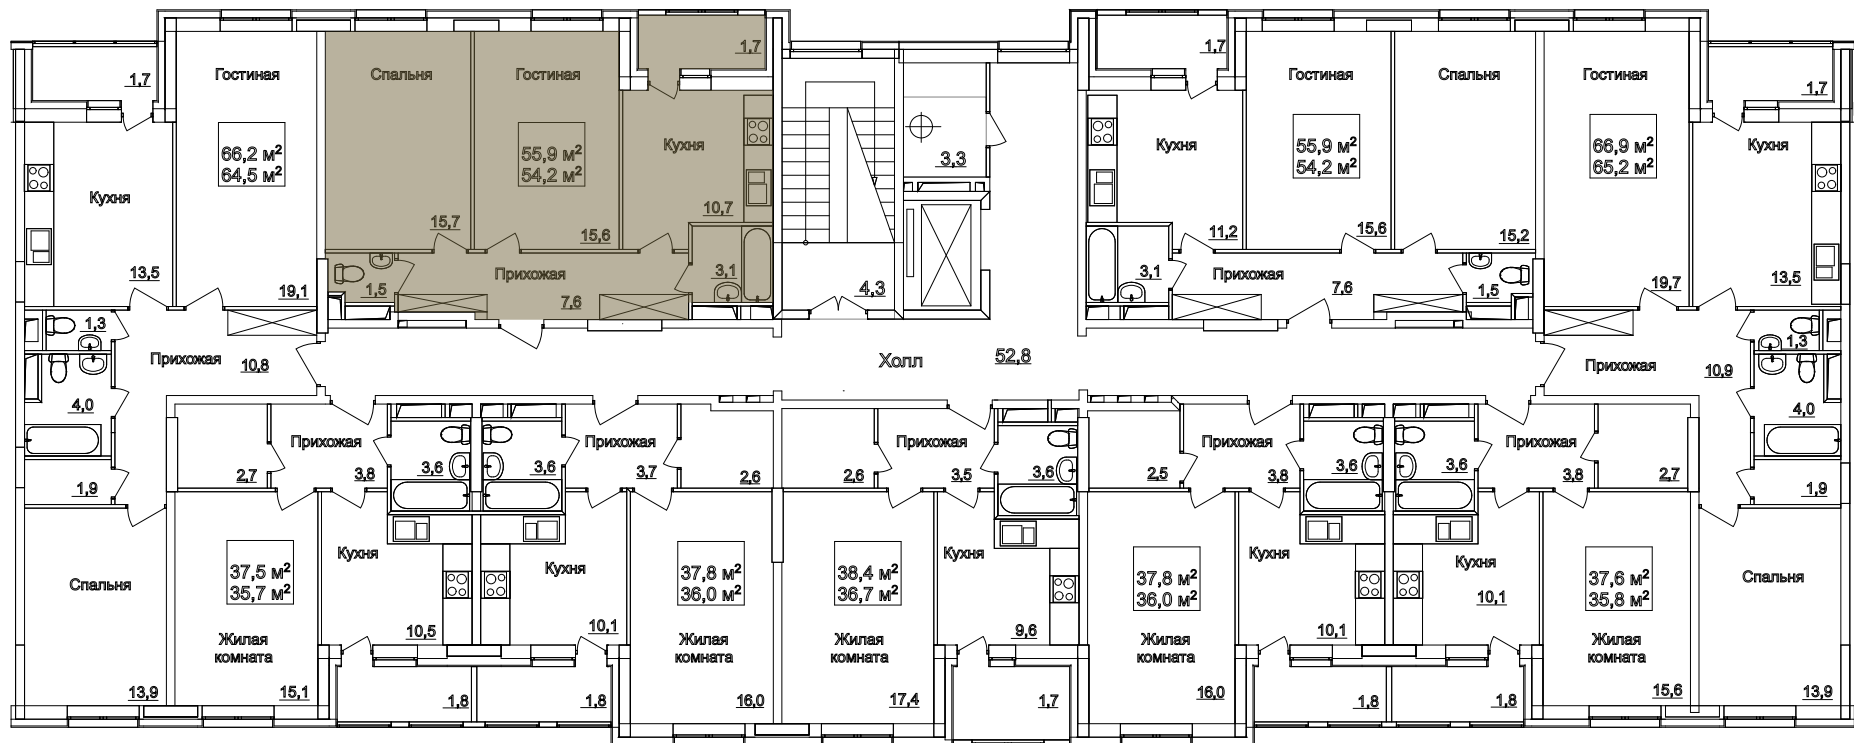 1,7
1,7
1,7
1,7
Гостиная
Спальня
Гостиная
Гостиная
Спальня
Гостиная
66,2 м²
64,5 м²
55,9 м²
54,2 м²
Кухня
3,3
Кухня
55,9 м²
54,2 м²
66,9 м²
65,2 м²
Кухня
Кухня
15,7
15,6
10,7
11,2
15,6
15,2
13,5
19,1
1,5
Прихожая
7,6
3,1
4,3
3,1
Прихожая
7,6
1,5
19,7
13,5
1,3
Прихожая
10,8
Холл
52,8
Прихожая
10,9
1,3
4,0
4,0
Прихожая
Прихожая
Прихожая
Прихожая
Прихожая
2,7
3,8
3,6
3,6
3,7
2,6
2,6
3,5
3,6
2,5
3,8
3,6
3,6
3,8
2,7
1,9
1,9
Спальня
37,5 м²
35,7 м²
Кухня
Кухня
37,8 м²
36,0 м²
38,4 м²
36,7 м²
Кухня
37,8 м²
36,0 м²
Кухня
Кухня
37,6 м²
35,8 м²
Спальня
10,5
10,1
9,6
10,1
10,1
Жилая
комната
Жилая
комната
Жилая
комната
Жилая
комната
Жилая
комната
13,9
15,1
1,8
1,8
16,0
17,4
1,7
16,0
1,8
1,8
15,6
13,9